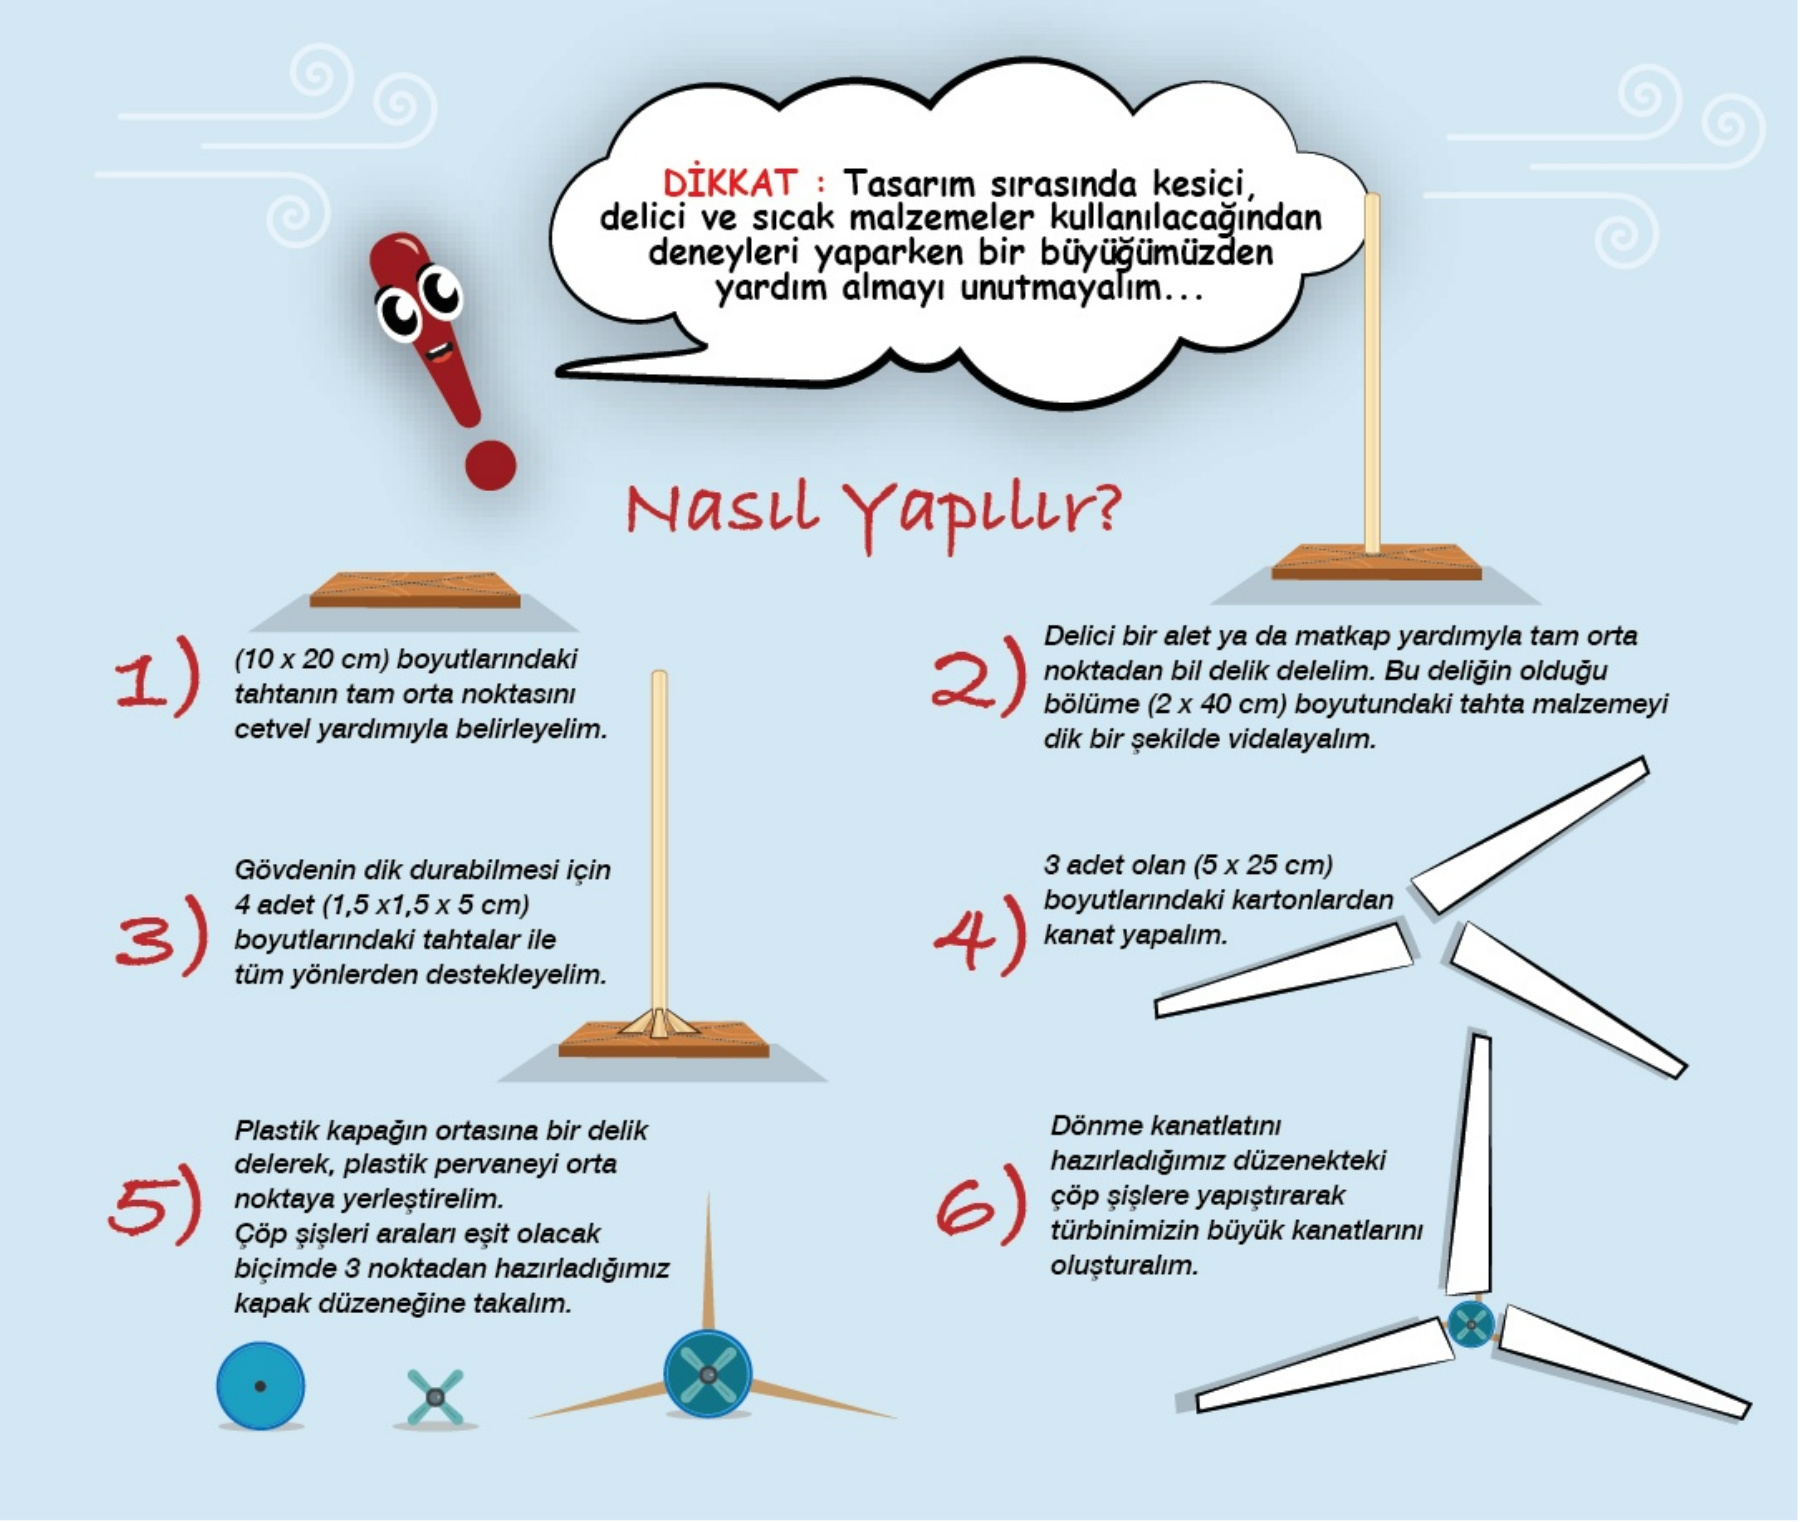 DİKKAT : Tasarım sırasında kesici,
delici ve sıcak malzemeler kullanılacağından
deneyleri yaparken bir büyüğümüzden
yardım almayı unutmayalım...
Nasıl Yapılır?
1)
(10 x 20 cm) boyutlarındaki
tahtanın tam orta noktasını
cetvel yardımıyla belirleyelim.
2)
Delici bir alet ya da matkap yardımyla tam orta
noktadan bil delik delelim. Bu deliğin olduğu
bölüme (2 x 40 cm) boyutundaki tahta malzemeyi
dik bir şekilde vidalayalım.
3)
Gövdenin dik durabilmesi için
4 adet (1,5 x1,5 x 5 cm)
boyutlarındaki tahtalar ile
tüm yönlerden destekleyelim.
4)
3 adet olan (5 x 25 cm)
boyutlarındaki kartonlardan
kanat yapalım.
5)
Plastik kapağın ortasına bir delik
delerek, plastik pervaneyi orta
noktaya yerleştirelim.
Çöp şişleri araları eşit olacak
biçimde 3 noktadan hazırladığımız
kapak düzeneğine takalım.
6)
Dönme kanatlatını
hazırladığımız düzenekteki
çöp şişlere yapıştırarak
türbinimizin büyük kanatlarını
oluşturalım.